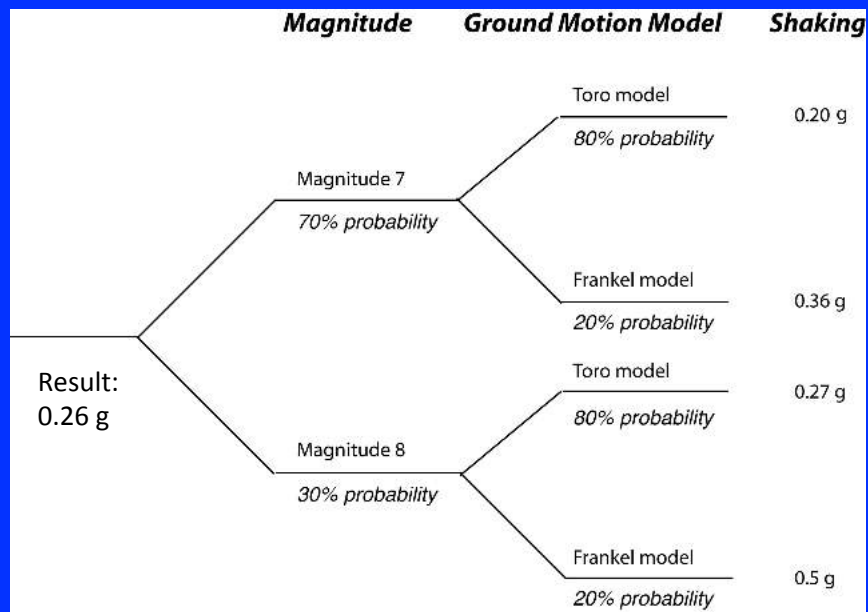 Magnitude Ground Motion Model Shaking
Toro model
0.20 g
80% probability
Magnitude 7
70% probability
Frankel model
0.36 g
20% probability
Result:
0.26 g
Toro model
0.27 g
80% probability
Magnitude 8
30% probability
Frankel model
0.5 g
20% probability